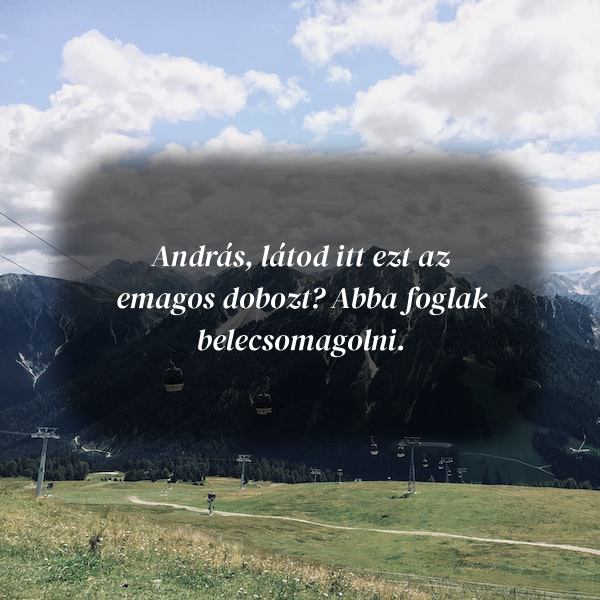 András, látod itt ezt az
emagos dobozt? Abba foglak
belecsomagolni.